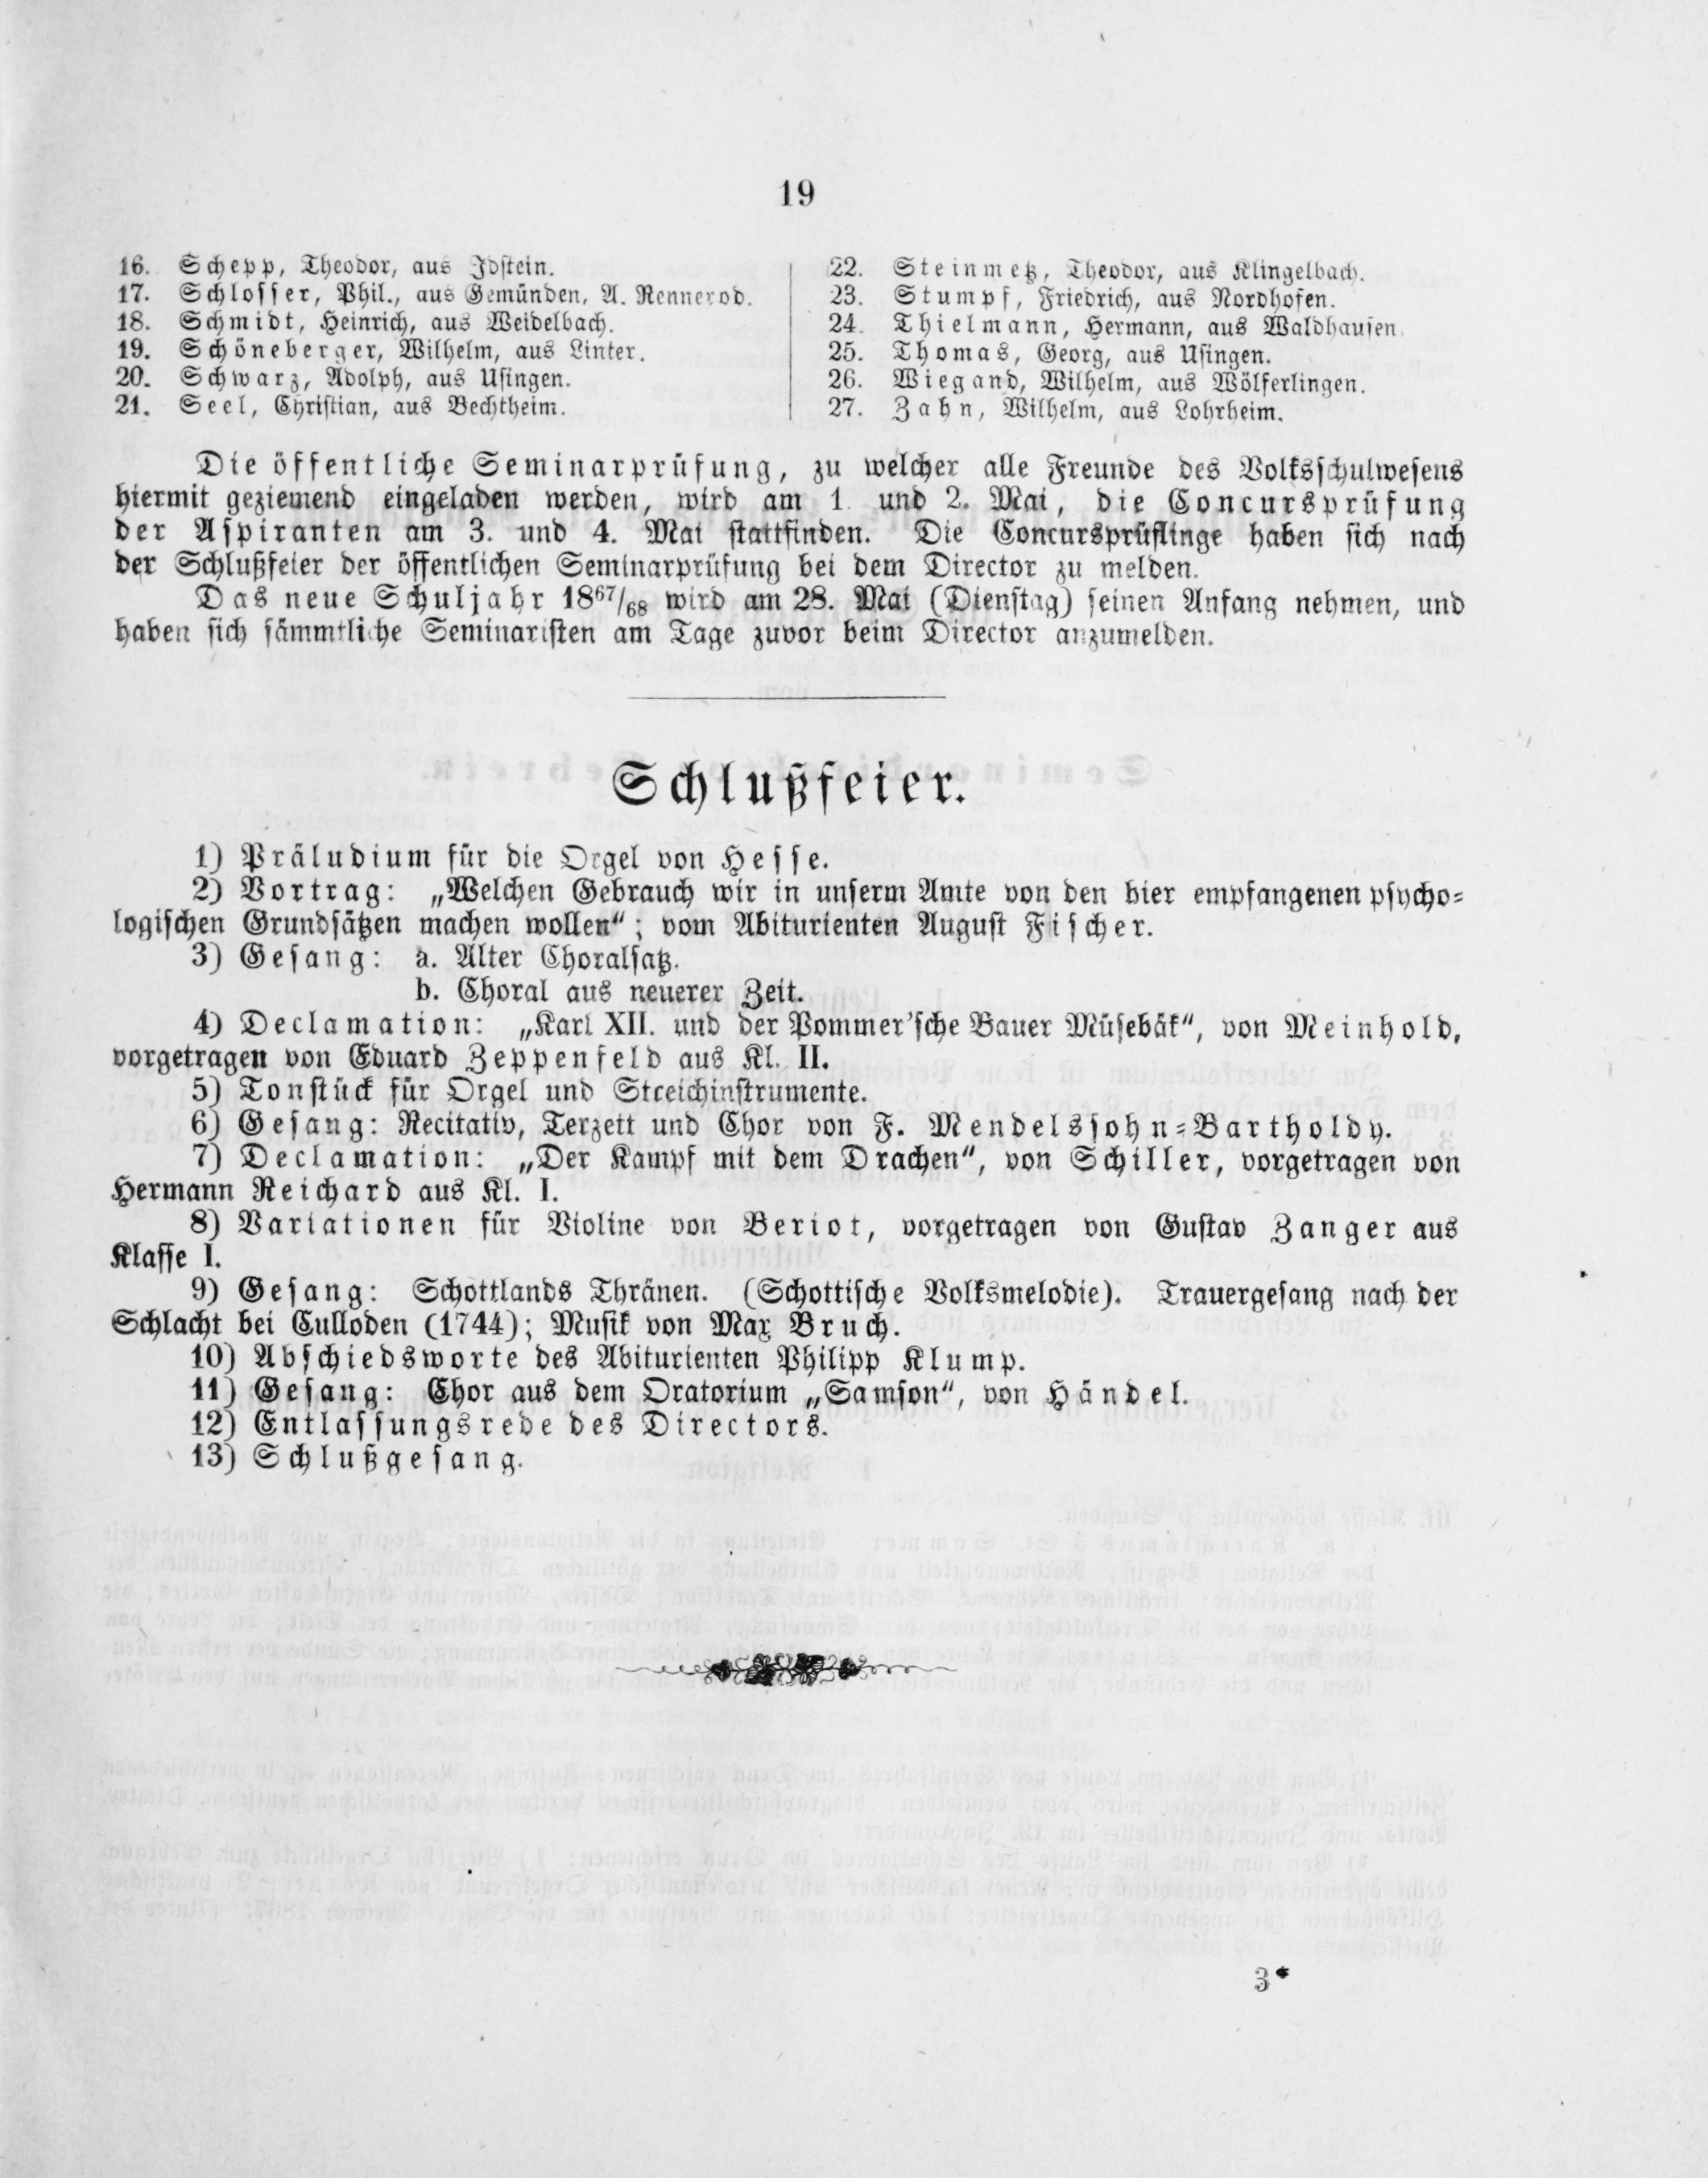 19
16. Schepp, Theodor, aus Idstein.
17. Schlosser, Phil., aus Gemünden, A. Rennerod.
18. Schmidt, Heinrich, aus Weidelbach.
19. Schöneberger, Wilhelm, aus Linter.
20. Schwarz, Adolph, aus Usingen.
21. Seel, Christian, aus Bechtheim.
22. Steinmetz, Theodor, aus Klingelbach.
23. Stumpf, Friedrich, aus Nordhofen.
24. Thielmann, Hermann, aus Waldhausen.
25. Thomas, Georg, aus Usingen.
26. Wiegand, Wilhelm, aus Wölferlingen.
27. Zahn, Wilhelm, aus Lohrheim.
Die öffentliche Seminarprüfung, zu welcher alle Freunde des Volksschulwesens
hiermit geziemend eingeladen werden, wird am 1. und 2. Mai, die Concursprüfung
der Aspiranten am 3. und 4. Mai stattfinden. Die Concursprüflinge haben sich nach
der Schlußfeier der öffentlichen Seminarprüfung bei dem Director zu melden.
Das neue Schuljahr 18⁶⁷/₆₈ wird am 28. Mai (Dienstag) seinen Anfang nehmen, und
haben sich sämmtliche Seminaristen am Tage zuvor beim Director anzumelden.
Schlußfeier.
1) Präludium für die Orgel von Hesse.
2) Vortrag: „Welchen Gebrauch wir in unserm Amte von den hier empfangenen psycho-
logischen Grundsätzen machen wollen“; vom Abiturienten August Fischer.
3) Gesang: a. Alter Choralsatz.
b. Choral aus neuerer Zeit.
4) Declamation: „Karl XII. und der Pommer'sche Bauer Müsebäk“, von Meinhold,
vorgetragen von Eduard Zeppenfeld aus Kl. II.
5) Tonstück für Orgel und Streichinstrumente.
6) Gesang: Recitativ, Terzett und Chor von F. Mendelssohn-Bartholdy.
7) Declamation: „Der Kampf mit dem Drachen“, von Schiller, vorgetragen von
Hermann Reichard aus Kl. I.
8) Variationen für Violine von Beriot, vorgetragen von Gustav Zanger aus
Klasse I.
9) Gesang: Schottlands Thränen. (Schottische Volksmelodie). Trauergesang nach der
Schlacht bei Culloden (1744); Musik von Max Bruch.
10) Abschiedsworte des Abiturienten Philipp Klump.
11) Gesang: Chor aus dem Oratorium „Samson“, von Händel.
12) Entlassungsrede des Directors.
13) Schlußgesang.
3*